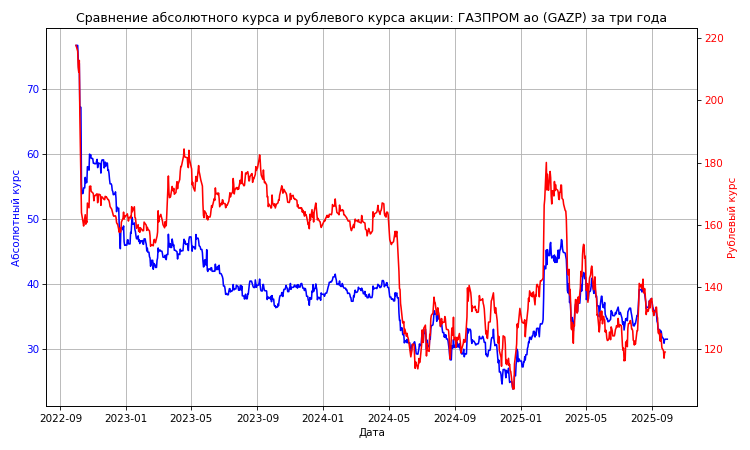 Сравнение абсолютного курса и рублевого курса акции: ГАЗПРОМ ао (GAZP) за три года
Абсолютный курс
70
60
50
40
30
220
200
180
160
140
120
Рублевый курс
2022-09 2023-01 2023-05 2023-09 2024-01 2024-05 2024-09 2025-01 2025-05 2025-09
Дата